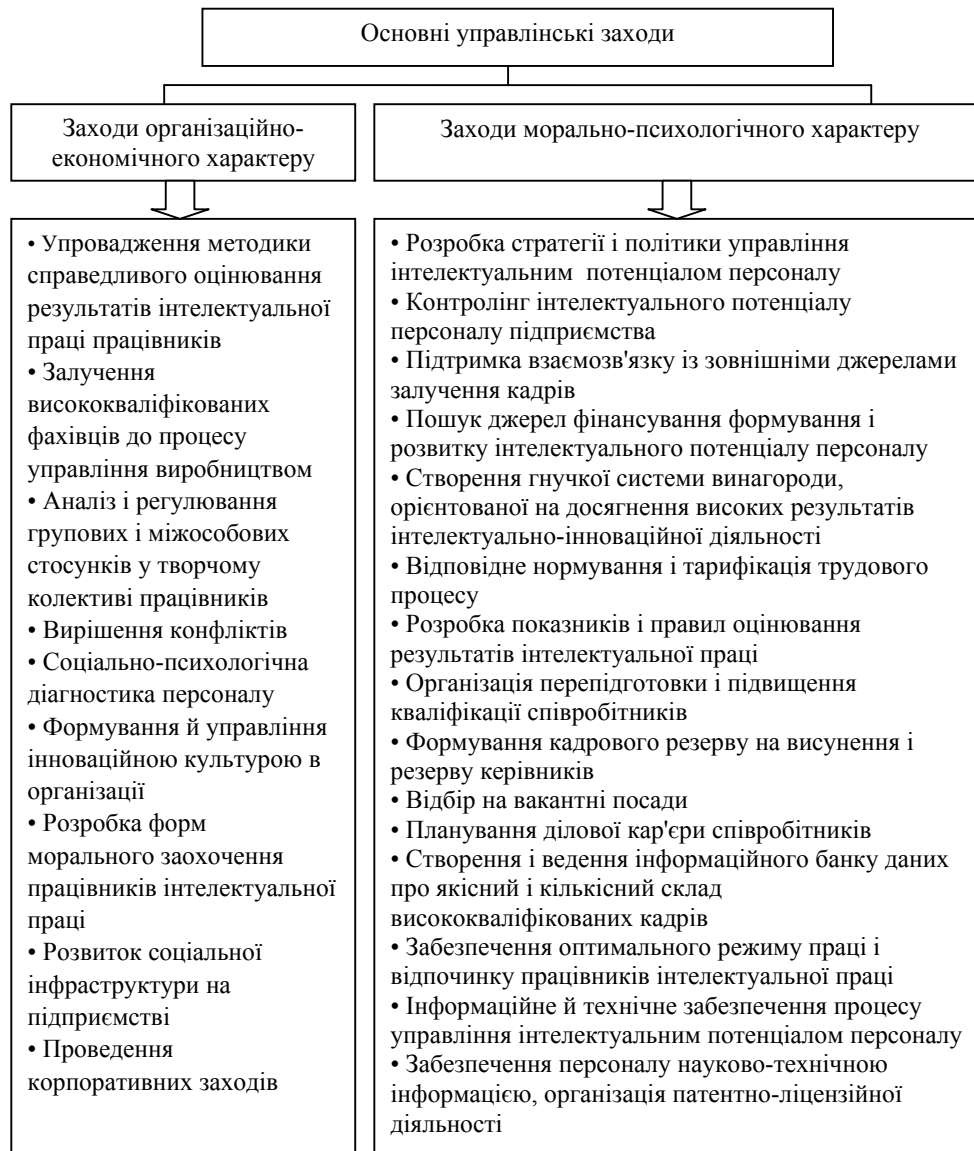 Основні управлінські заходи
Заходи організаційно-
економічного характеру
Заходи морально-психологічного характеру
• Упровадження методики
справедливого оцінювання
результатів інтелектуальної
праці працівників
• Залучення
висококваліфікованих
фахівців до процесу
управління виробництвом
• Аналіз і регулювання
групових і міжособових
стосунків у творчому
колективі працівників
• Вирішення конфліктів
• Соціально-психологічна
діагностика персоналу
• Формування й управління
інноваційною культурою в
організації
• Розробка форм
морального заохочення
працівників інтелектуальної
праці
• Розвиток соціальної
інфраструктури на
підприємстві
• Проведення
корпоративних заходів
• Розробка стратегії і політики управління
інтелектуальним потенціалом персоналу
• Контролінг інтелектуального потенціалу
персоналу підприємства
• Підтримка взаємозв'язку із зовнішніми джерелами
залучення кадрів
• Пошук джерел фінансування формування і
розвитку інтелектуального потенціалу персоналу
• Створення гнучкої системи винагороди,
орієнтованої на досягнення високих результатів
інтелектуально-інноваційної діяльності
• Відповідне нормування і тарифікація трудового
процесу
• Розробка показників і правил оцінювання
результатів інтелектуальної праці
• Організація перепідготовки і підвищення
кваліфікації співробітників
• Формування кадрового резерву на висунення і
резерву керівників
• Відбір на вакантні посади
• Планування ділової кар'єри співробітників
• Створення і ведення інформаційного банку даних
про якісний і кількісний склад
висококваліфікованих кадрів
• Забезпечення оптимального режиму праці і
відпочинку працівників інтелектуальної праці
• Інформаційне й технічне забезпечення процесу
управління інтелектуальним потенціалом персоналу
• Забезпечення персоналу науково-технічною
інформацією, організація патентно-ліцензійної
діяльності